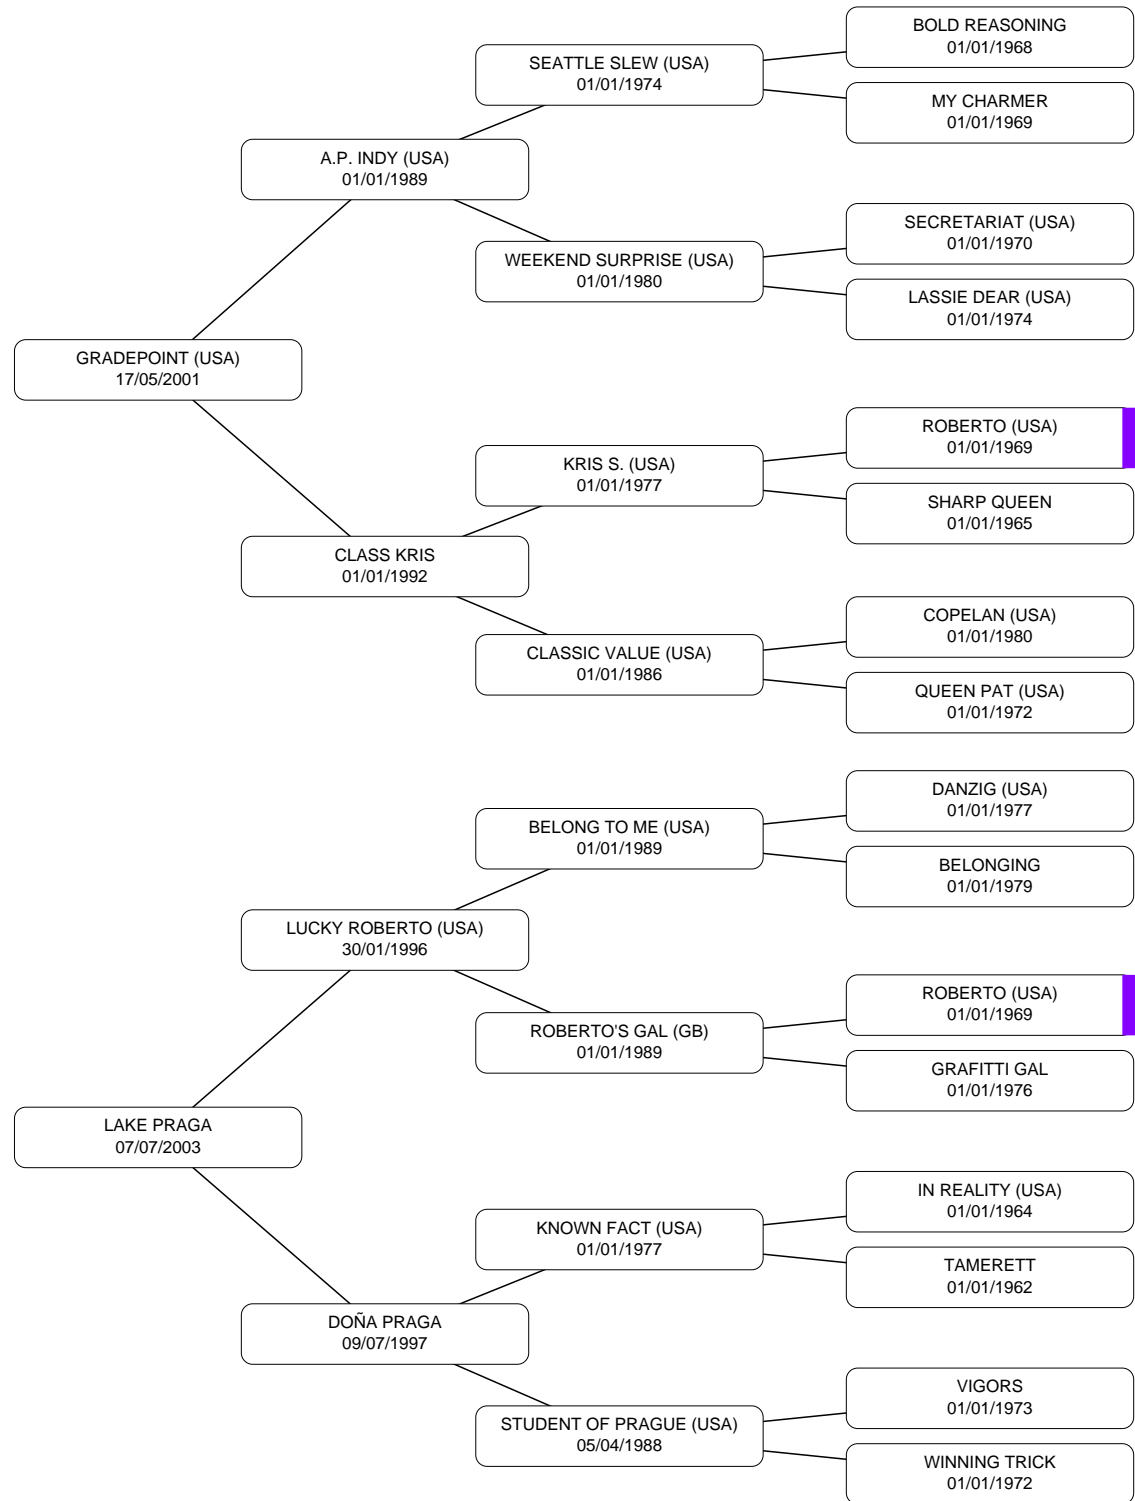 BOLD REASONING
01/01/1968
SEATTLE SLEW (USA)
01/01/1974
MY CHARMER
01/01/1969
A.P. INDY (USA)
01/01/1989
SECRETARIAT (USA)
01/01/1970
WEEKEND SURPRISE (USA)
01/01/1980
LASSIE DEAR (USA)
01/01/1974
GRADEPOINT (USA)
17/05/2001
ROBERTO (USA)
01/01/1969
KRIS S. (USA)
01/01/1977
SHARP QUEEN
01/01/1965
CLASS KRIS
01/01/1992
COPELAN (USA)
01/01/1980
CLASSIC VALUE (USA)
01/01/1986
QUEEN PAT (USA)
01/01/1972
DANZIG (USA)
01/01/1977
BELONG TO ME (USA)
01/01/1989
BELONGING
01/01/1979
LUCKY ROBERTO (USA)
30/01/1996
ROBERTO (USA)
01/01/1969
ROBERTO'S GAL (GB)
01/01/1989
GRAFITTI GAL
01/01/1976
LAKE PRAGA
07/07/2003
IN REALITY (USA)
01/01/1964
KNOWN FACT (USA)
01/01/1977
TAMERETT
01/01/1962
DOÑA PRAGA
09/07/1997
VIGORS
01/01/1973
STUDENT OF PRAGUE (USA)
05/04/1988
WINNING TRICK
01/01/1972